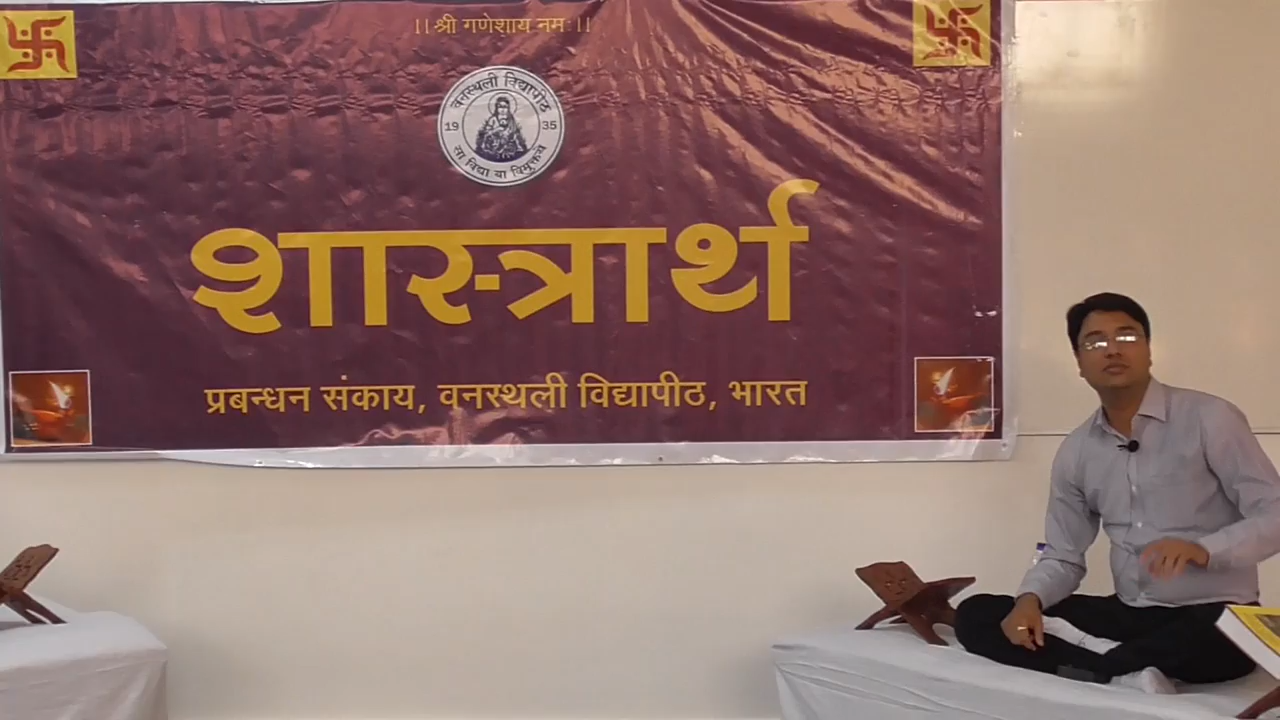 ||श्री गणेशाय नमः||
वनस्थली विद्यापीठ
19 35
सा विद्या या विमुक्तये
शास्त्रार्थ
प्रबन्धन संकाय, वनस्थली विद्यापीठ, भारत